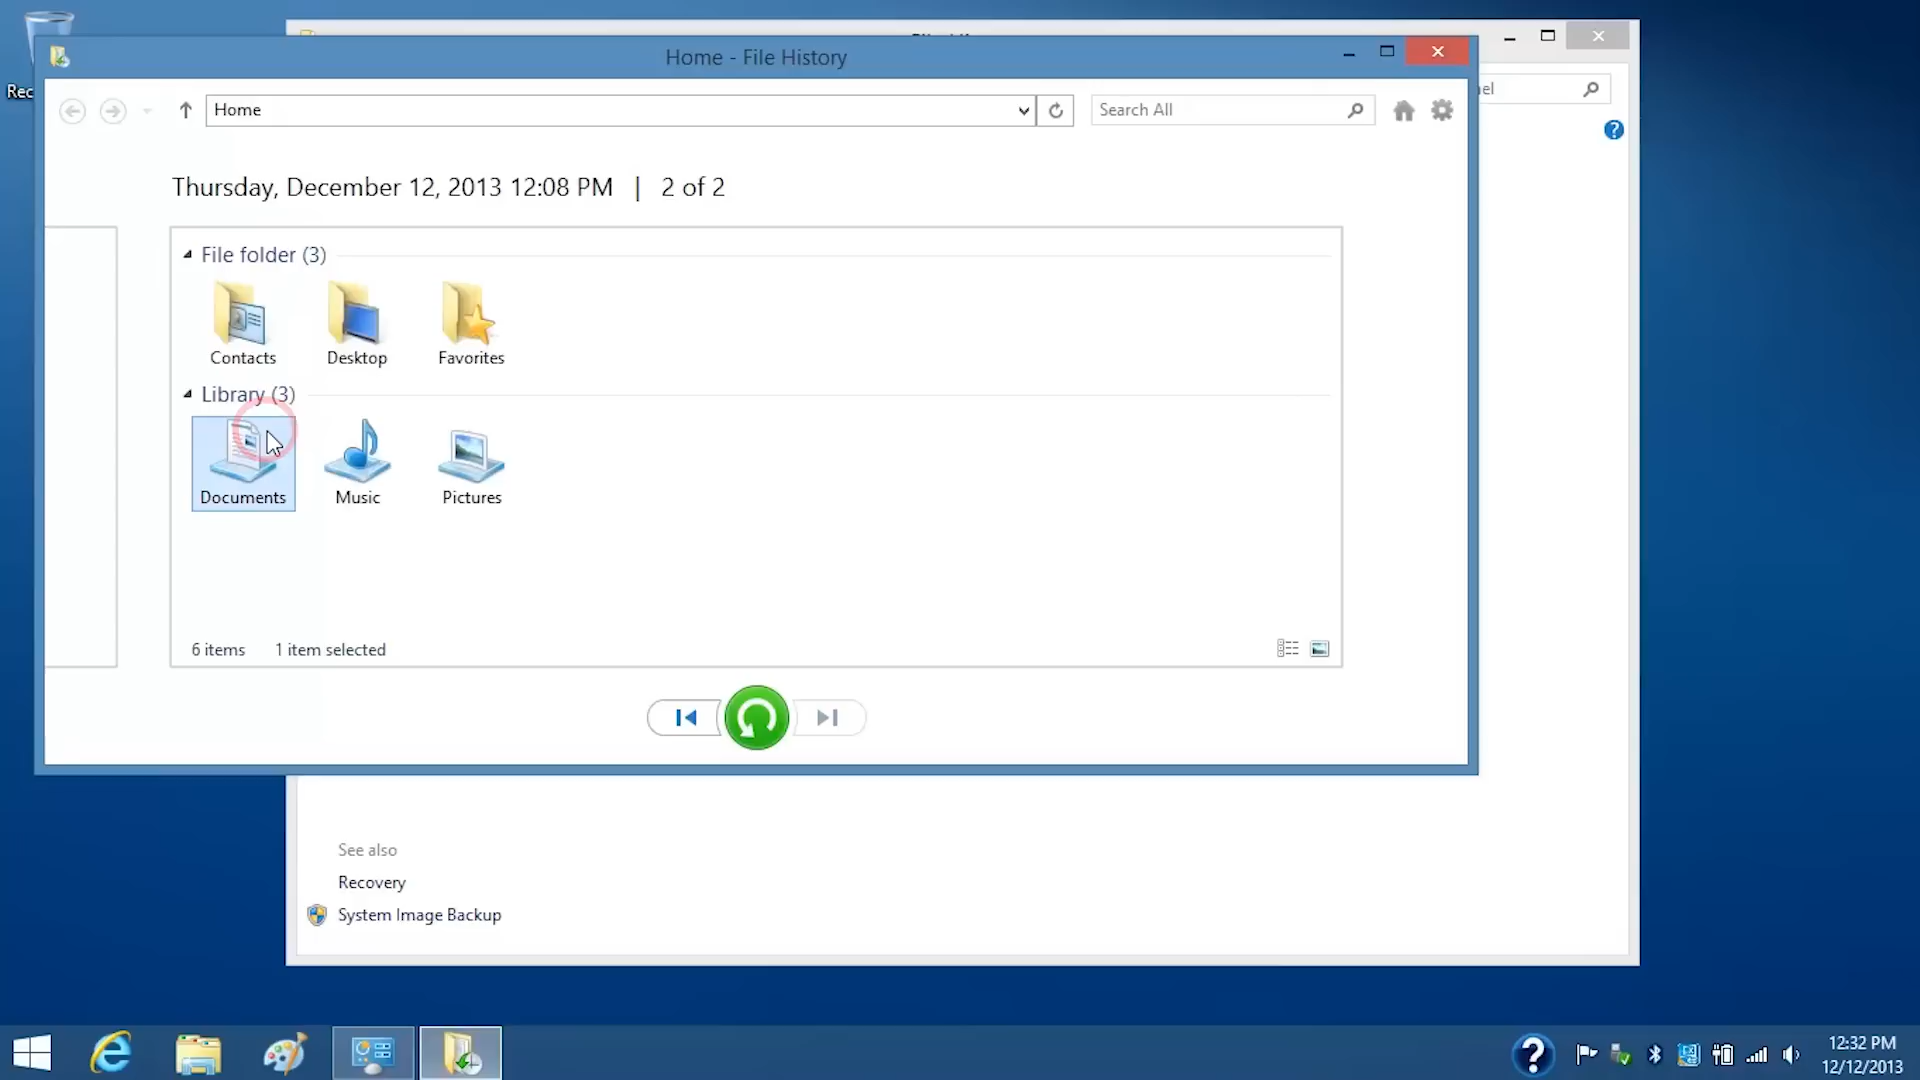 Rec
Home - File History
Home
Search All
el
Thursday, December 12, 2013 12:08 PM | 2 of 2
File folder (3)
Contacts
Desktop
Favorites
Library (3)
Documents
Music
Pictures
6 items
1 item selected
See also
Recovery
System Image Backup
12:32 PM
12/12/2013